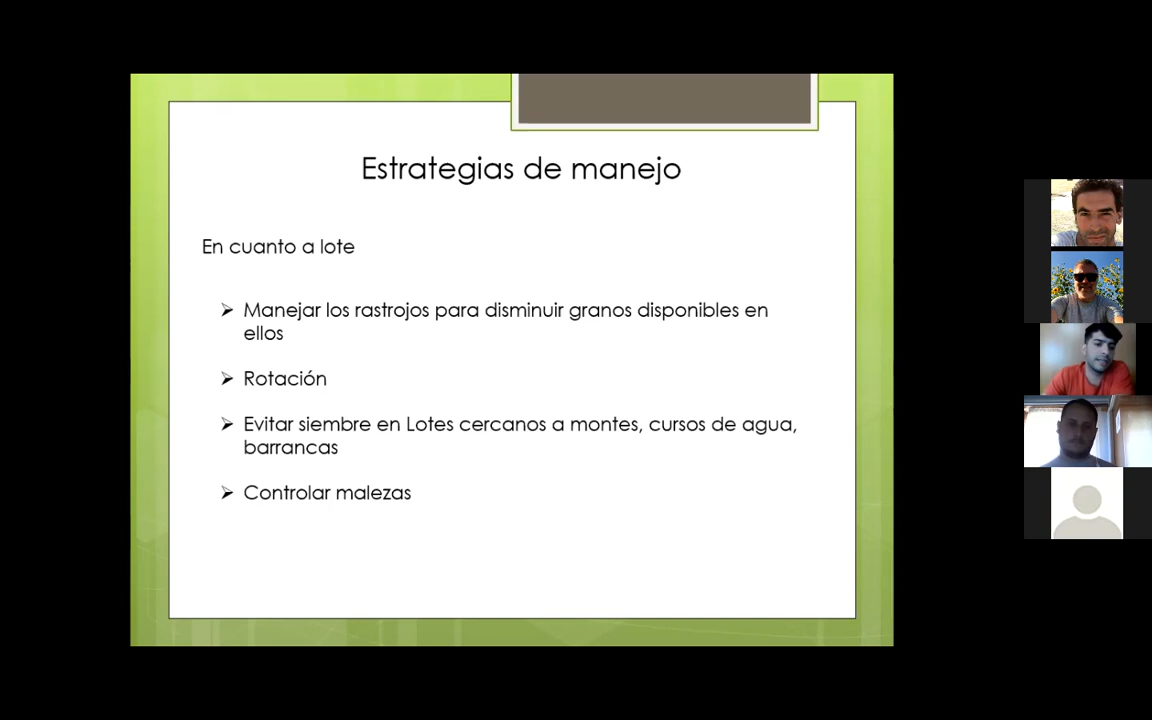 Estrategias de manejo
En cuanto a lote
Manejar los rastrojos para disminuir granos disponibles en
ellos
Rotación
Evitar siembre en Lotes cercanos a montes, cursos de agua,
barrancas
Controlar malezas